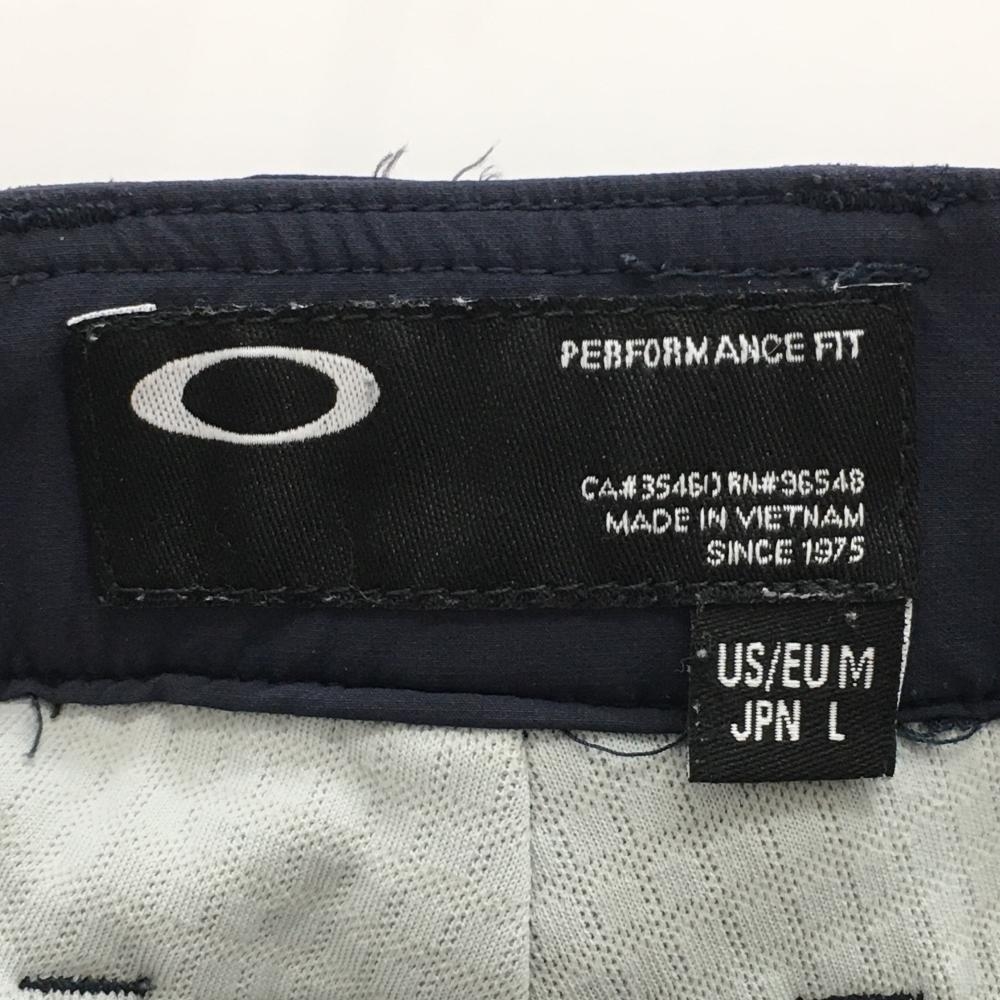 PERFORMANCE FIT
CA#35460 RN#96548
MADE IN VIETNAM
SINCE 1975
US/EU M
JPN L